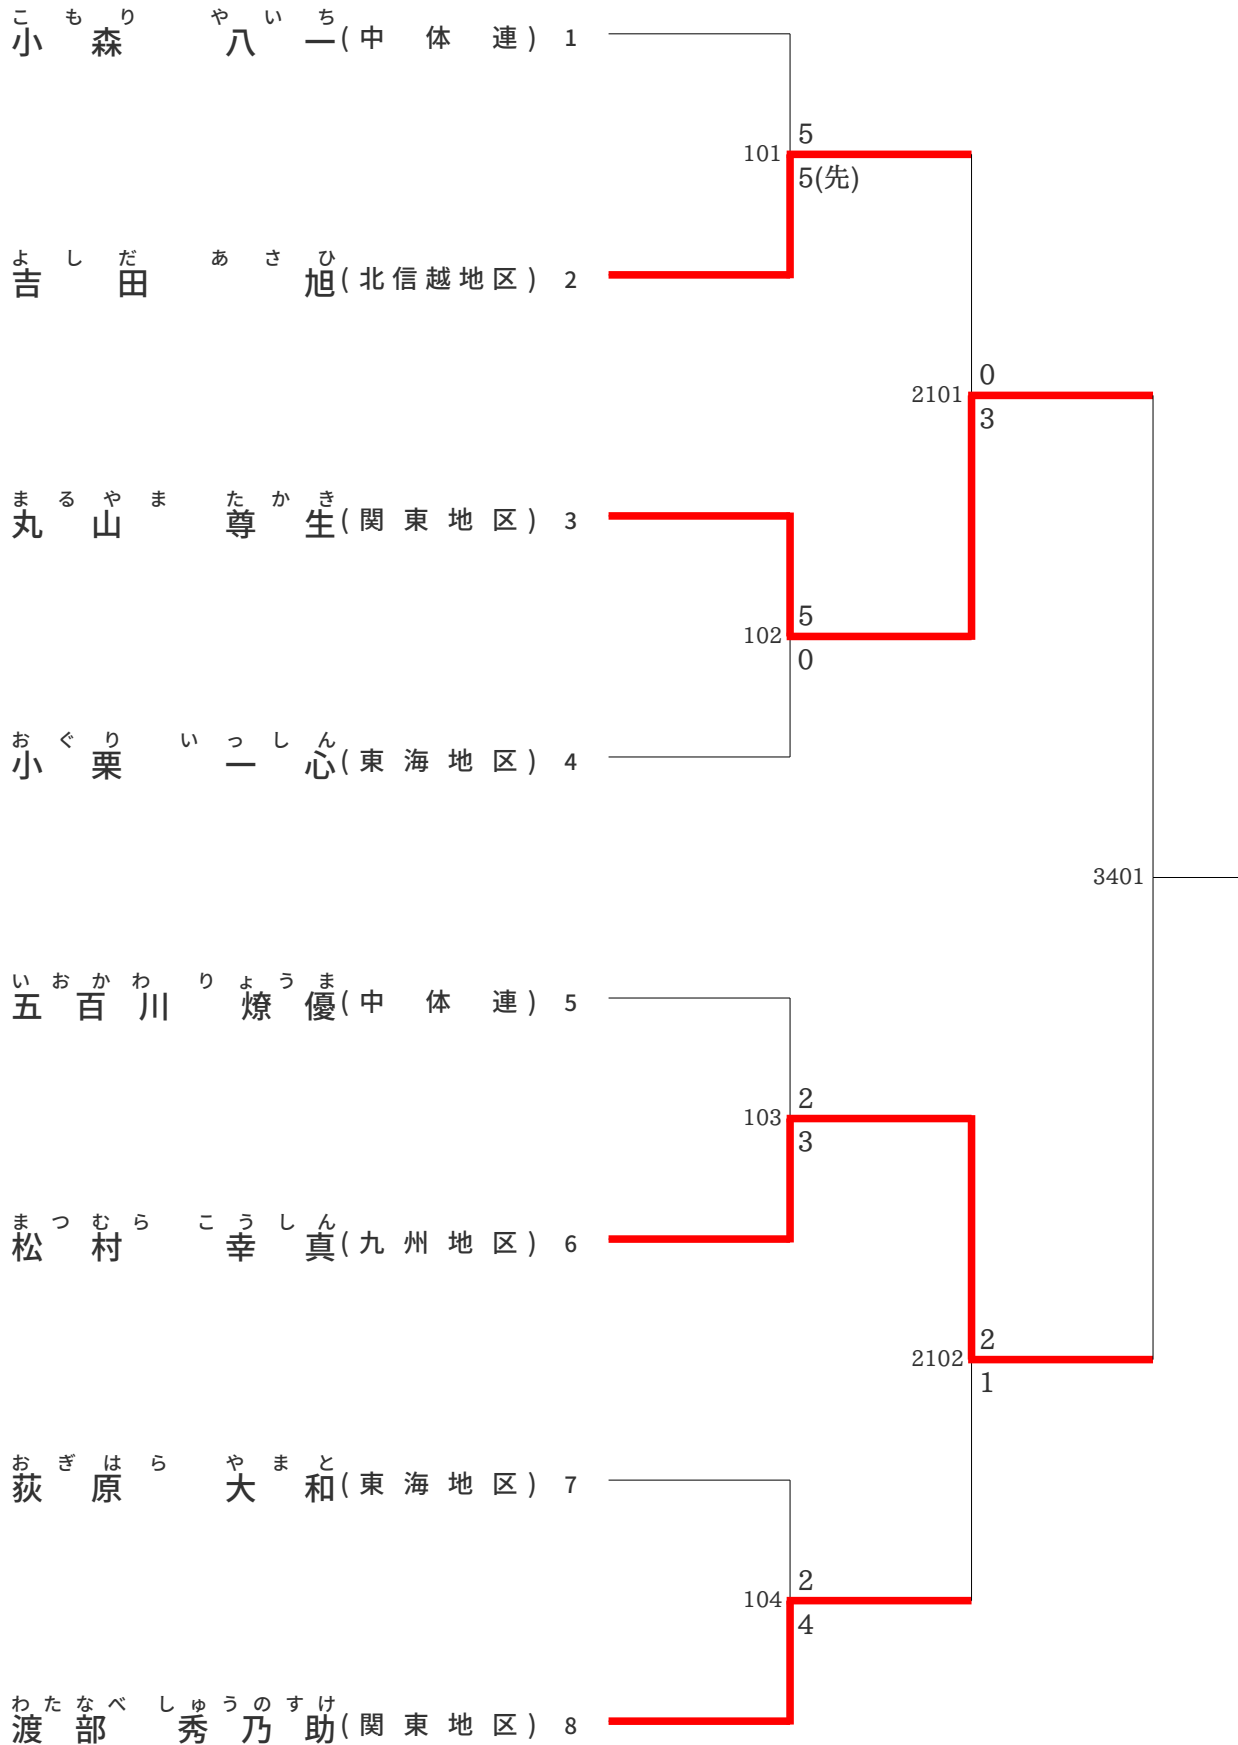 こもり やいち
小森 八一(中体連) 1
5
101
5(先)
よしだ あさひ
吉田 旭(北信越地区) 2
0
2101
3
まるやま たかき
丸山 尊生(関東地区) 3
5
102
0
おぐり いっしん
小栗 一心(東海地区) 4
3401
いおかわ りょうま
五百川 燎優(中体連) 5
2
103
3
まつむら こうしん
松村 幸真(九州地区) 6
2
2102
1
おぎはら やまと
荻原 大和(東海地区) 7
2
104
4
わたなべ しゅうのすけ
渡部 秀乃助(関東地区) 8